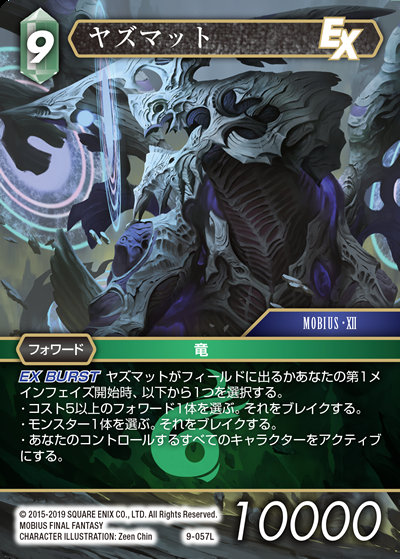 9
ヤズマット
EX
MOBIUS・XII
フォワード
竜
EX BURST ヤズマットがフィールドに出るかあなたの第1メ
インフェイズ開始時、以下から1つを選択する。
・コスト5以上のフォワード1体を選ぶ。それをブレイクする。
・モンスター1体を選ぶ。それをブレイクする。
・あなたのコントロールするすべてのキャラクターをアクティブ
にする。
© 2015-2019 SQUARE ENIX CO., LTD. All Rights Reserved.
MOBIUS FINAL FANTASY
CHARACTER ILLUSTRATION: Zeen Chin
9-057L
10000